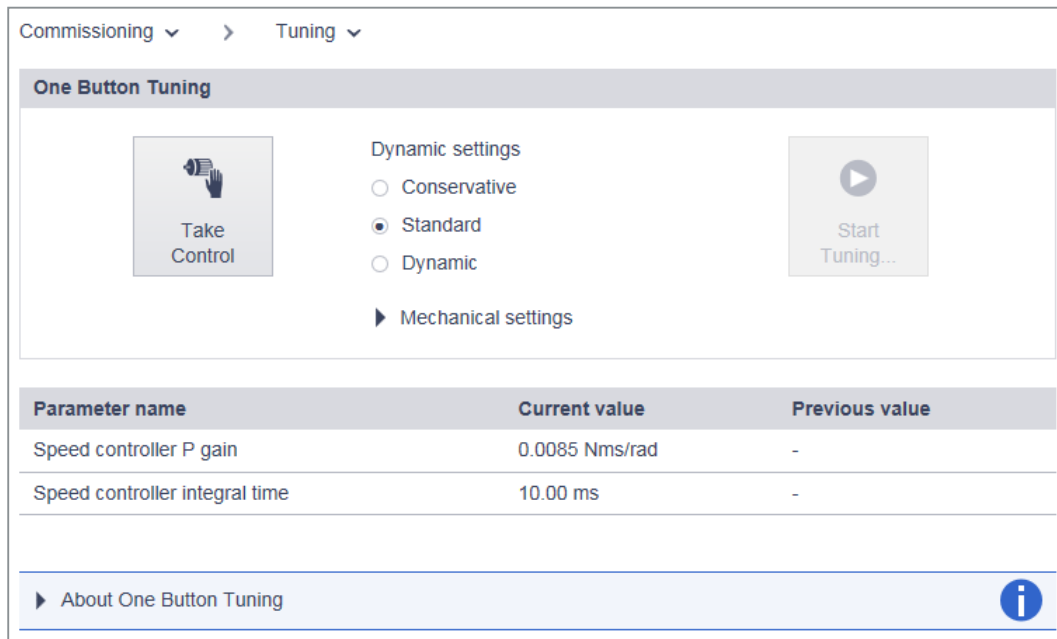 Commissioning > Tuning
One Button Tuning
Take
Control
Dynamic settings
Conservative
Standard
Dynamic
Mechanical settings
Start
Tuning...
Parameter name Current value Previous value
Speed controller P gain 0.0085 Nms/rad -
Speed controller integral time 10.00 ms -
About One Button Tuning
i